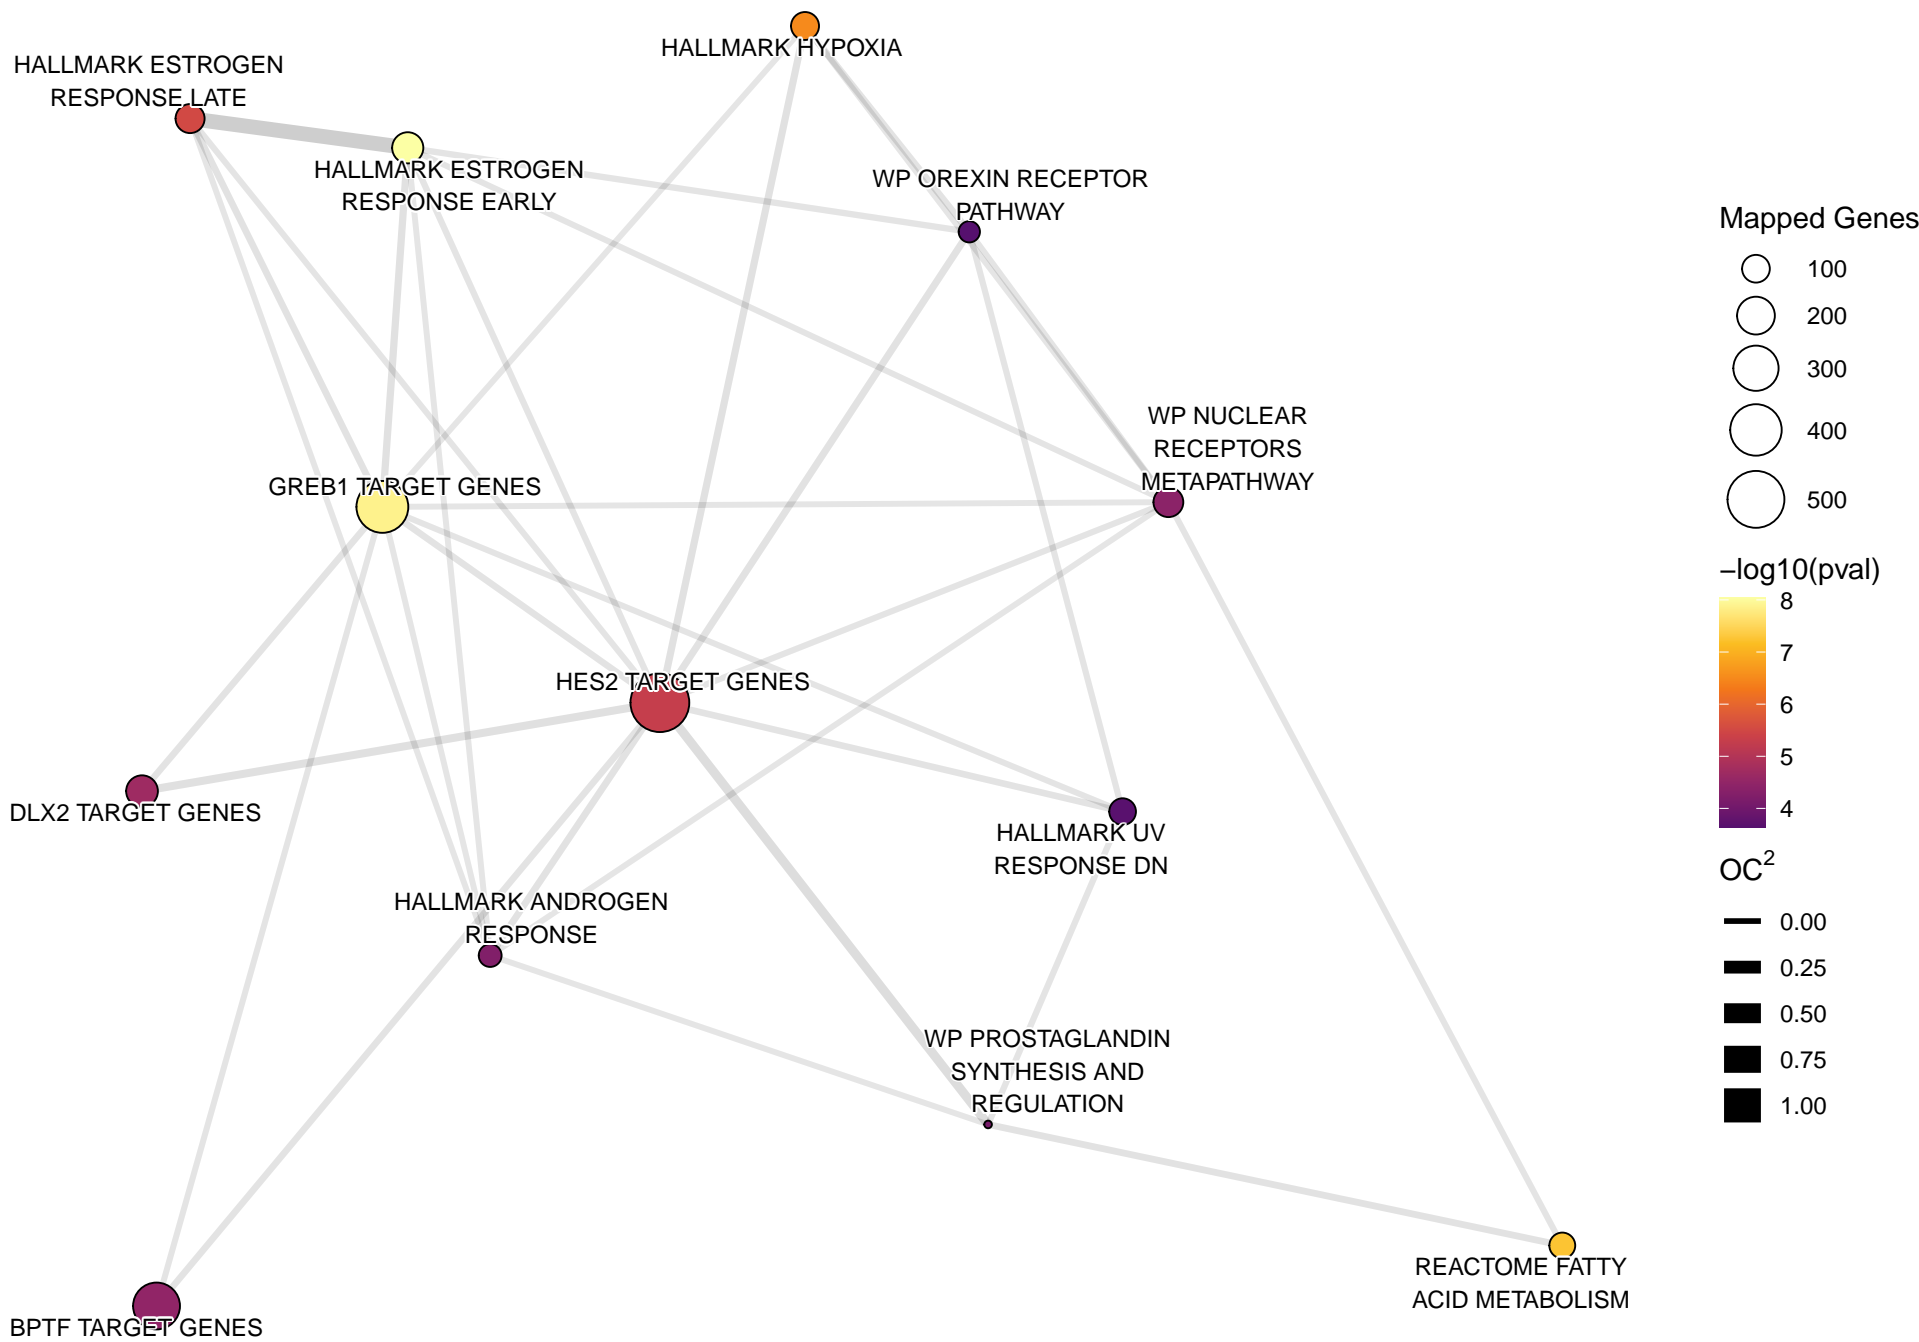 HALLMARK HYPOXIA
HALLMARK ESTROGEN
RESPONSE LATE
HALLMARK ESTROGEN
RESPONSE EARLY
WP OREXIN RECEPTOR
PATHWAY
WP NUCLEAR
RECEPTORS
METAPATHWAY
GREB1 TARGET GENES
HES2 TARGET GENES
DLX2 TARGET GENES
HALLMARK UV
RESPONSE DN
HALLMARK ANDROGEN
RESPONSE
WP PROSTAGLANDIN
SYNTHESIS AND
REGULATION
REACTOME FATTY
ACID METABOLISM
BPTF TARGET GENES
Mapped Genes
100
200
300
400
500
−log10(pval)
8
7
6
5
4
OC²
0.00
0.25
0.50
0.75
1.00